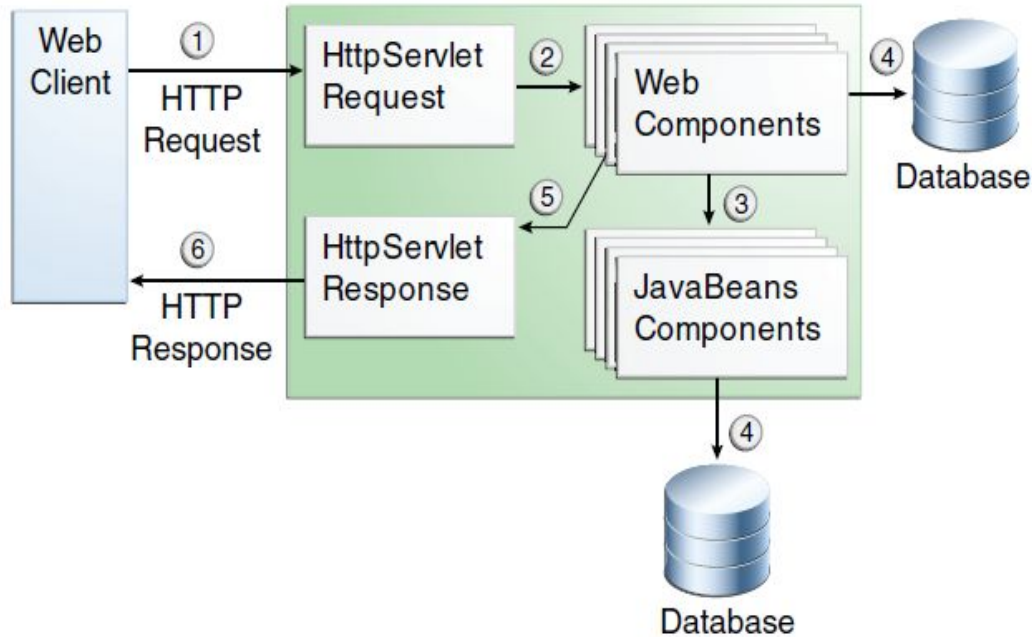 Web
Client
1
HTTP
Request
HttpServlet
Request
2
Web
Components
4
Database
3
5
HttpServlet
Response
6
HTTP
Response
JavaBeans
Components
4
Database